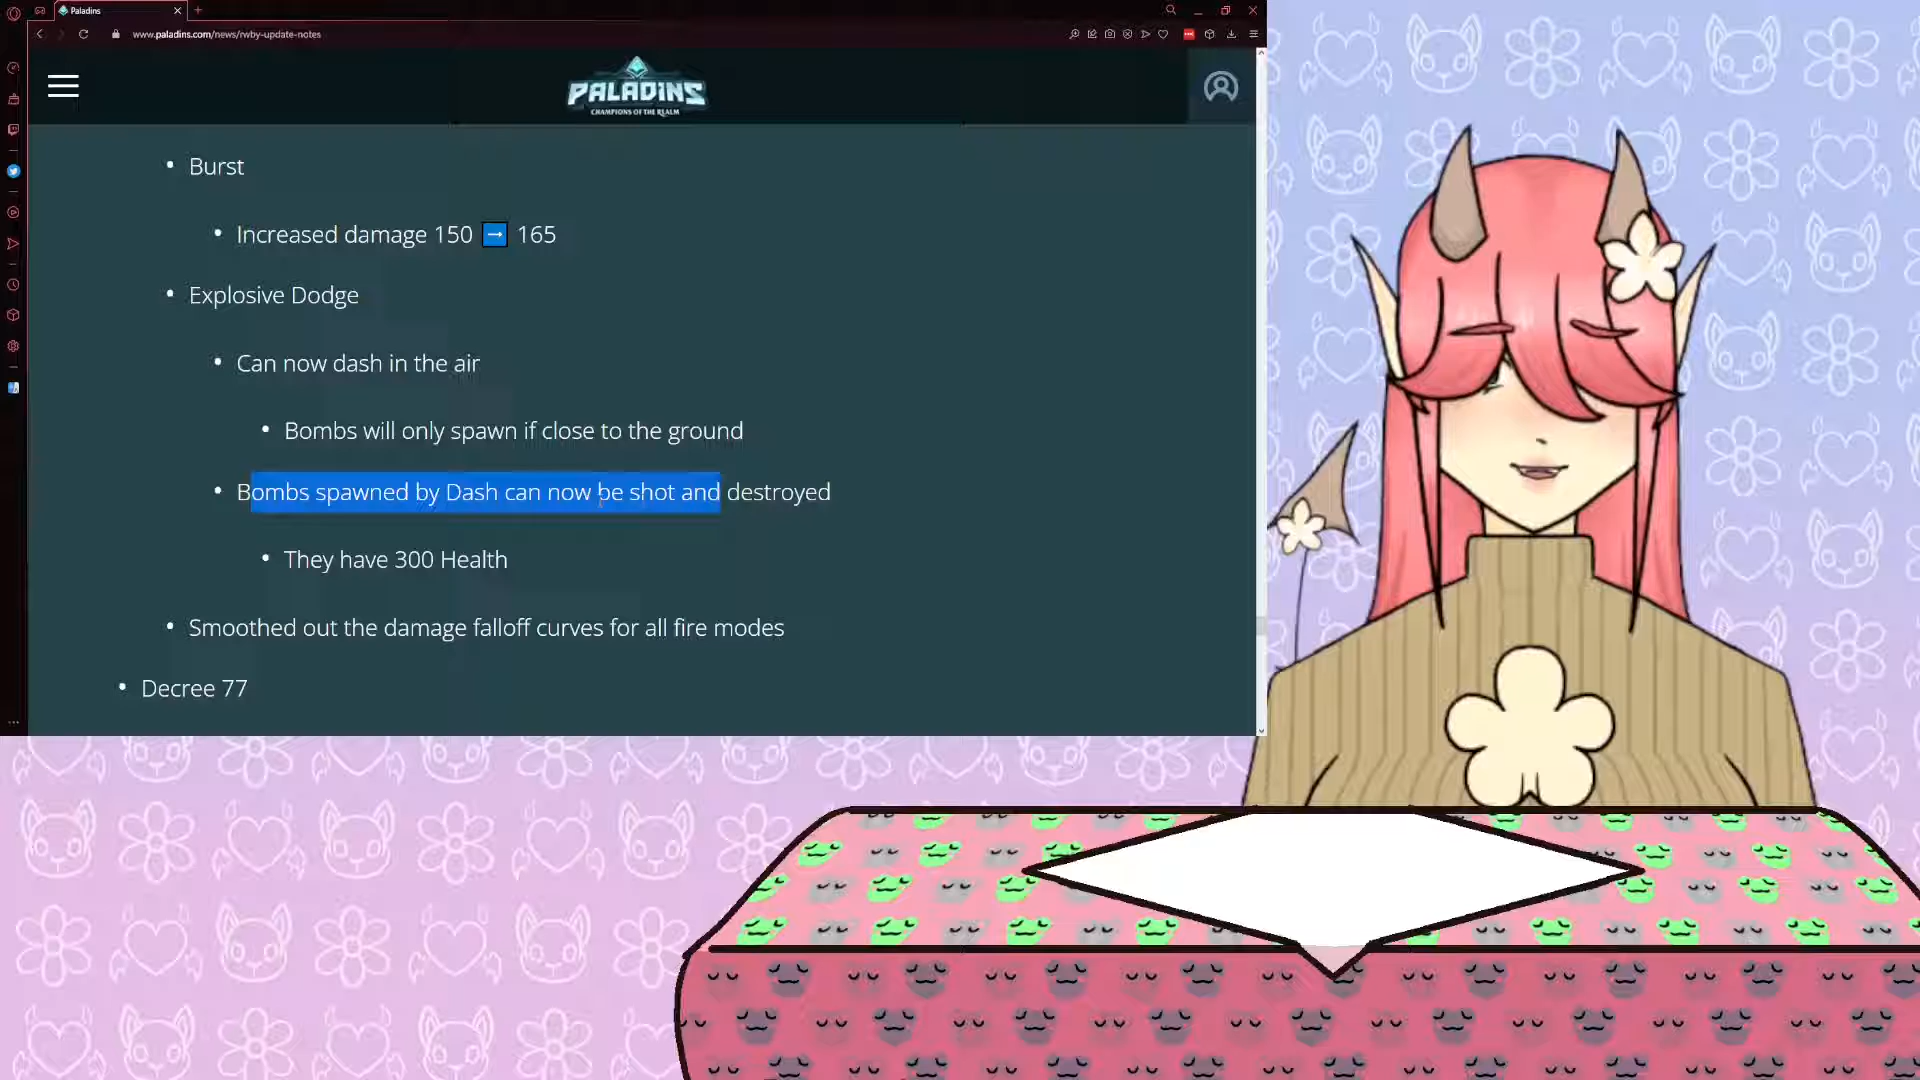 Paladins
www.paladins.com/news/rwby-update-notes
PALADINS
CHAMPIONS OF THE REALM
• Burst
• Increased damage 150 ➡ 165
• Explosive Dodge
• Can now dash in the air
• Bombs will only spawn if close to the ground
• Bombs spawned by Dash can now be shot and destroyed
• They have 300 Health
• Smoothed out the damage falloff curves for all fire modes
• Decree 77